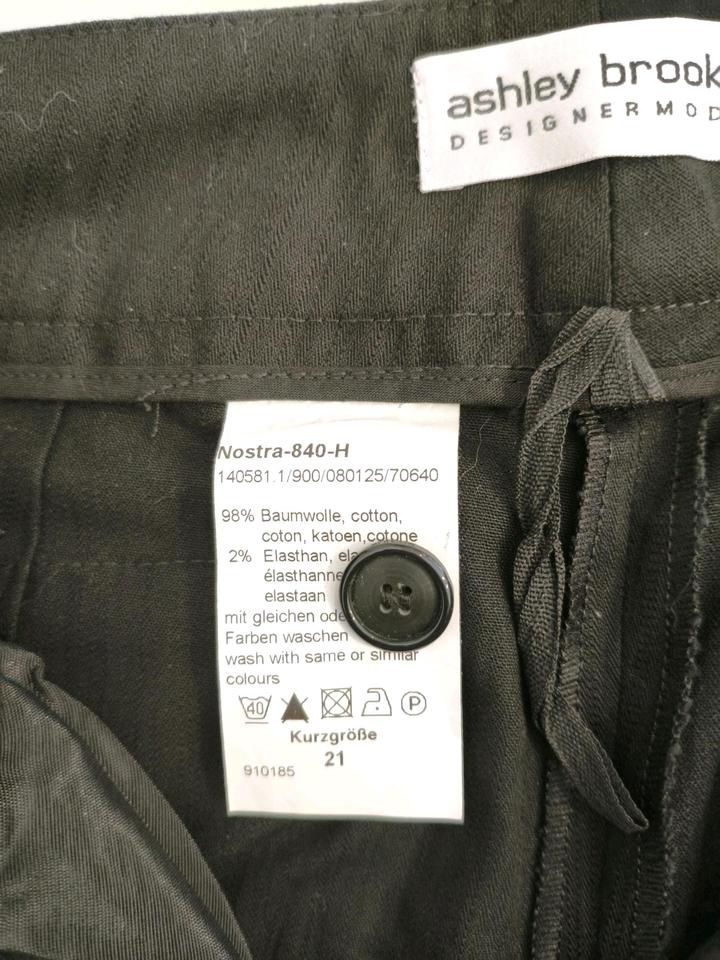 ashley brook
DESIGNERMOD
Nostra-840-H
140581.1/900/080125/70640
98% Baumwolle, cotton,
coton, katoen,cotone
2% Elasthan, ela
élasthanne
elastaan
mit gleichen ode
Farben waschen
wash with same or similar
colours
40 P
Kurzgröße
21
910185